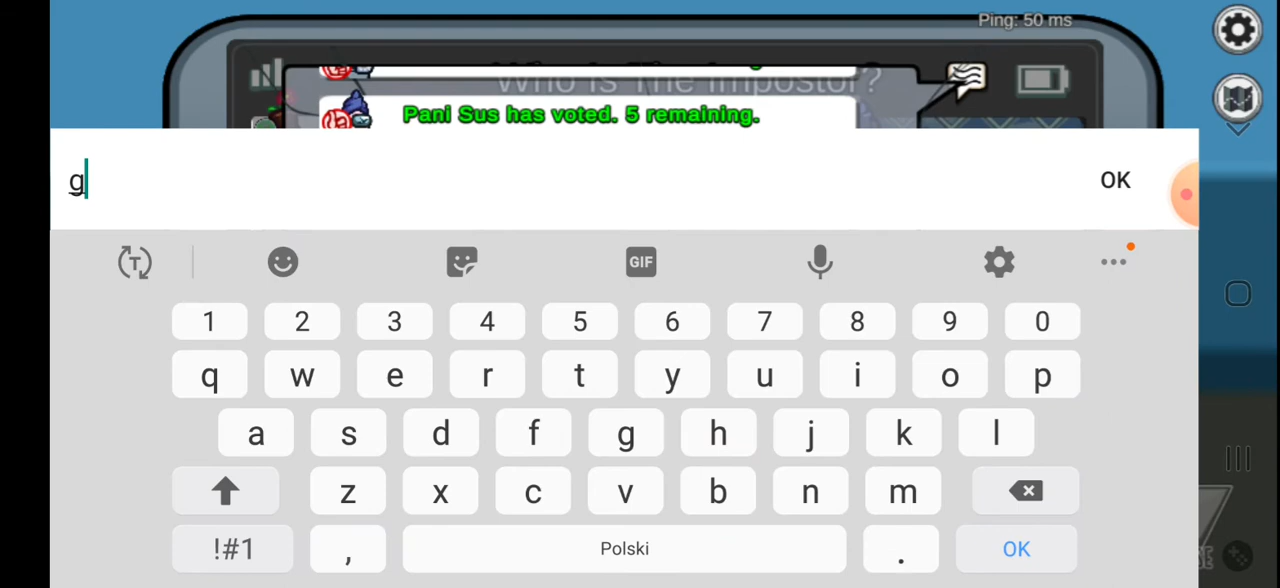 Ping: 50 ms
Who Is The Impostor?
Pani Sus has voted. 5 remaining.
g
OK
T
GIF
1 2 3 4 5 6 7 8 9 0
q w e r t y u i o p
a s d f g h j k l
z x c v b n m
!#1 , Polski . OK